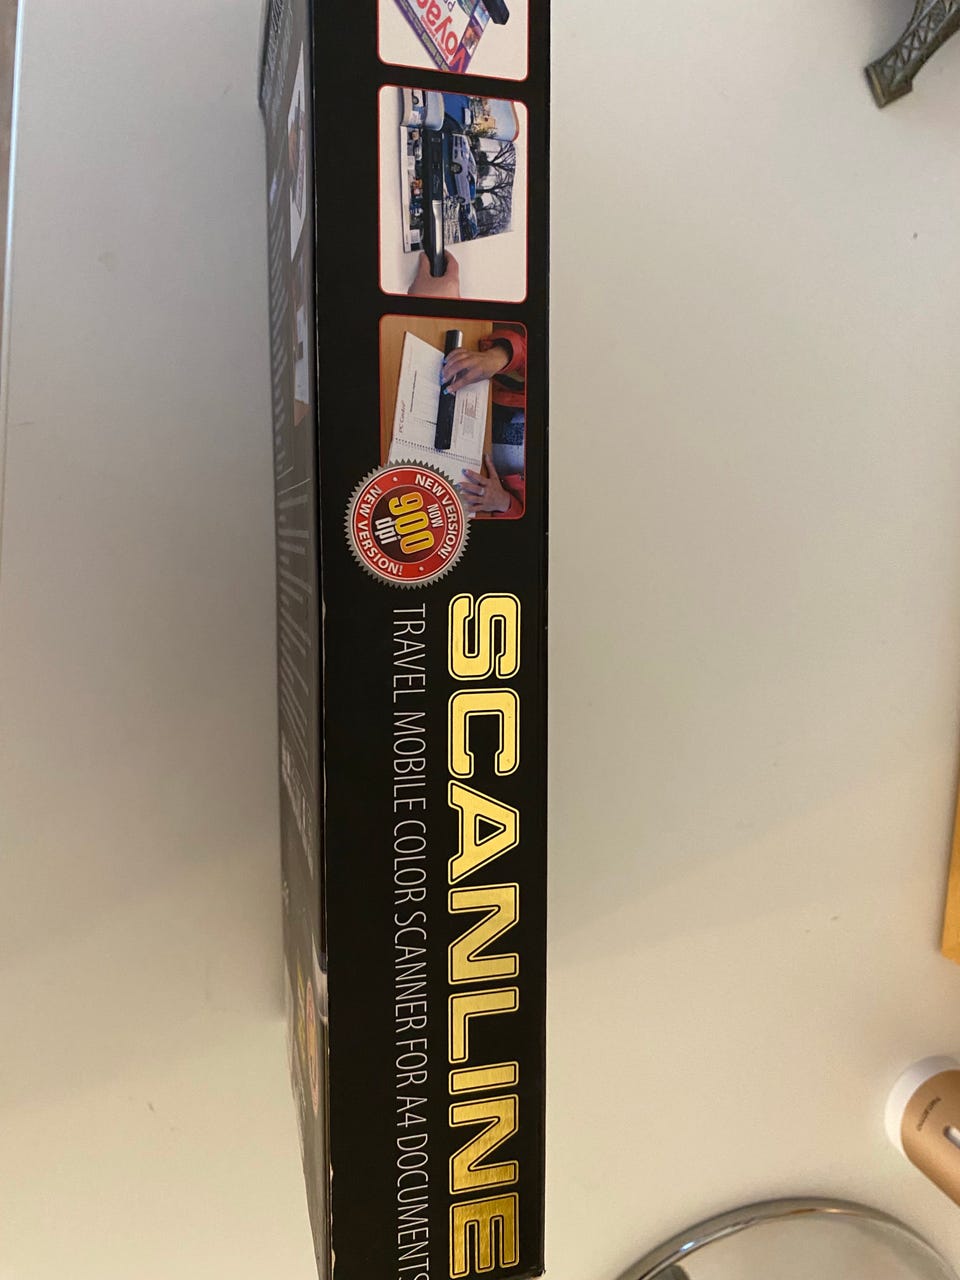 NEW VERSION!
NOW
900
dpi
NEW VERSION!
SCANLINE
TRAVEL MOBILE COLOR SCANNER FOR A4 DOCUMENTS